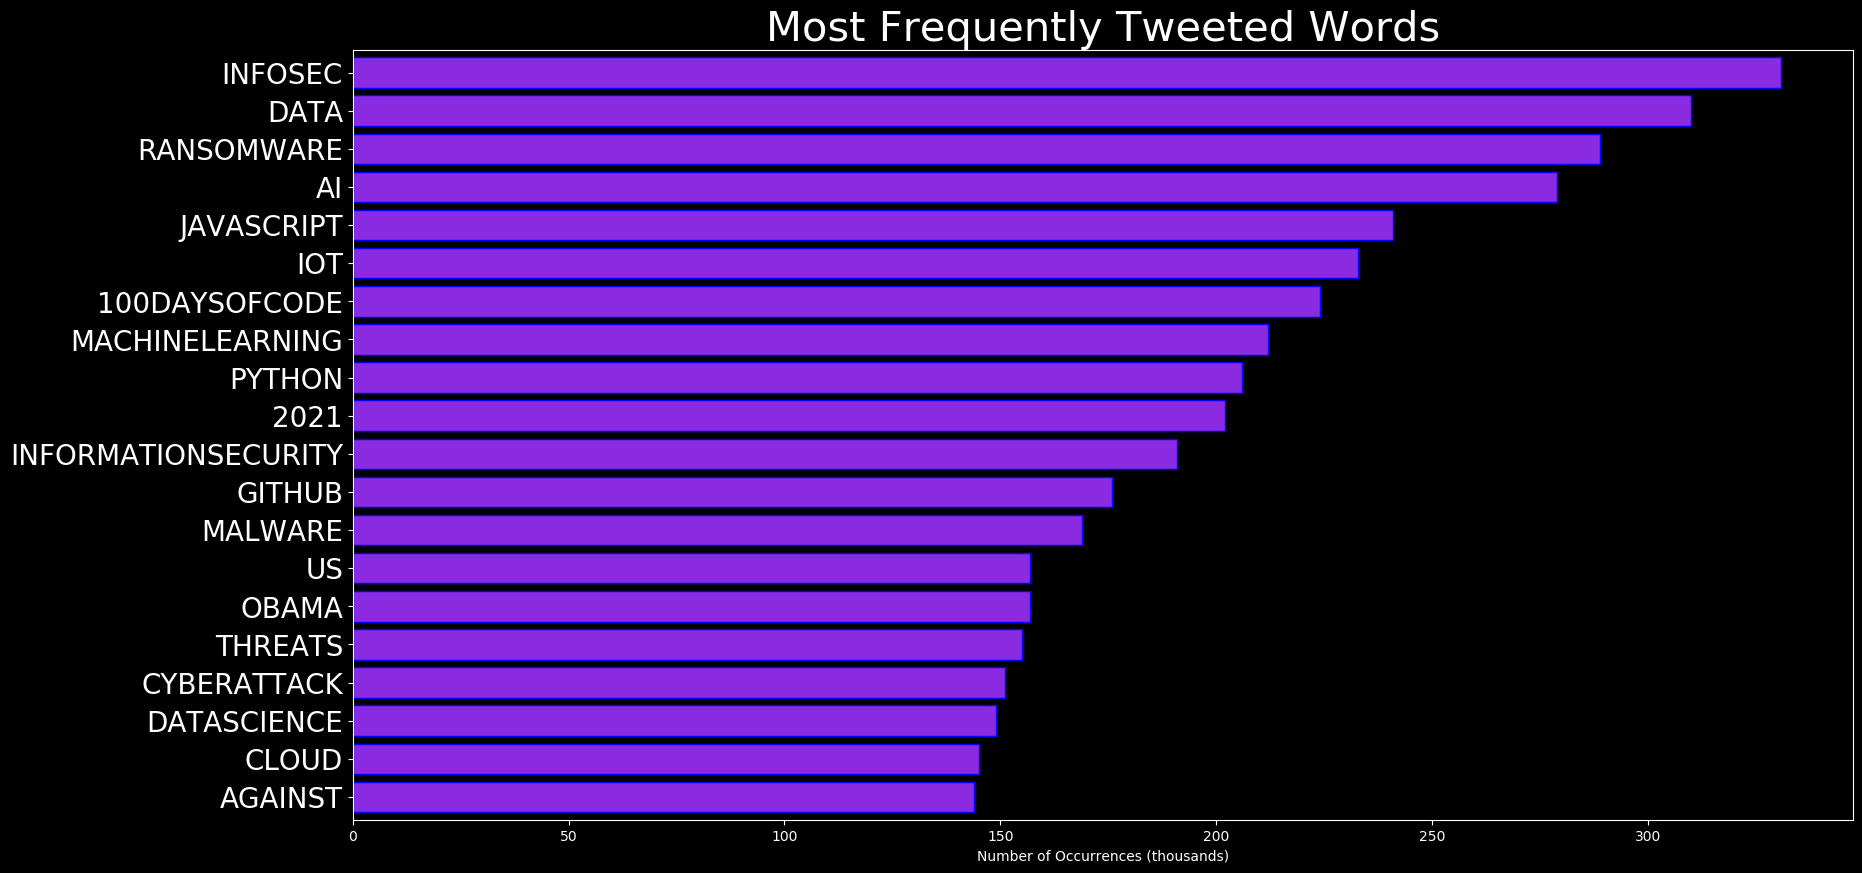 Most Frequently Tweeted Words
INFOSEC
DATA
RANSOMWARE
AI
JAVASCRIPT
IOT
100DAYSOFCODE
MACHINELEARNING
PYTHON
2021
INFORMATIONSECURITY
GITHUB
MALWARE
US
OBAMA
THREATS
CYBERATTACK
DATASCIENCE
CLOUD
AGAINST
0 50 100 150 200 250 300
Number of Occurrences (thousands)